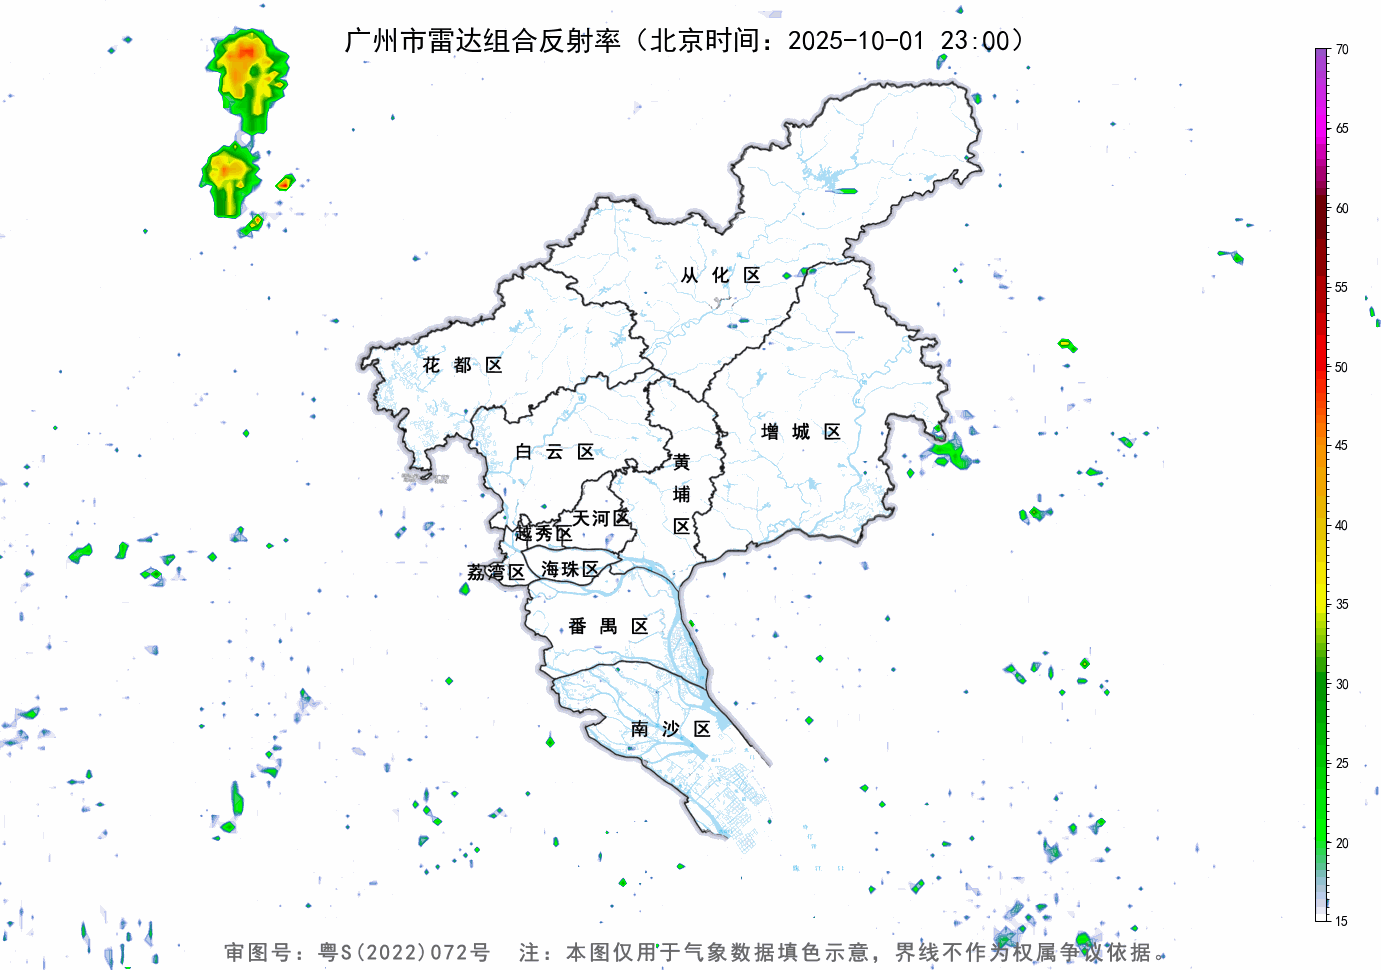 广州市雷达组合反射率（北京时间：2025-10-01 23:00）
70
65
60
55
50
45
40
35
30
25
20
15
从化区
花都区
增城区
白云区
黄埔区
天河区
越秀区
荔湾区
海珠区
番禺区
南沙区
审图号：粤S(2022)072号 注：本图仅用于气象数据填色示意，界线不作为权属争议依据。